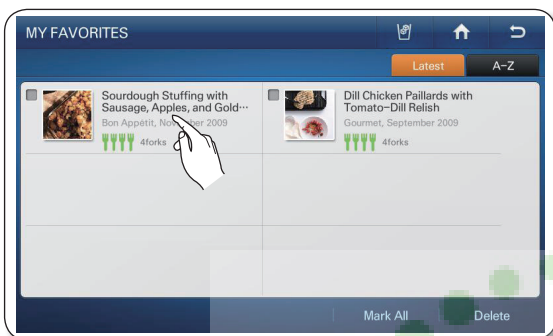 MY FAVORITES
Latest
A-Z
Sourdough Stuffing with
Sausage, Apples, and Gold···
Bon Appétit, November 2009
4forks
Dill Chicken Paillards with
Tomato-Dill Relish
Gourmet, September 2009
4forks
Mark All
Delete